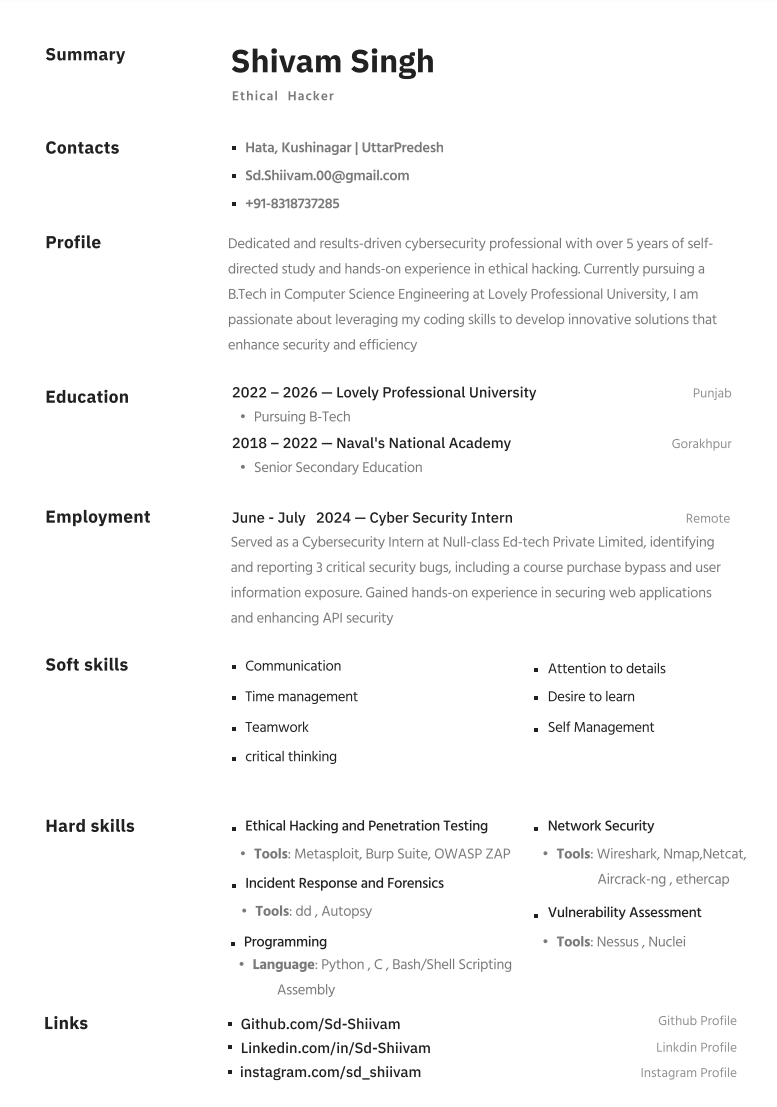 Summary
Shivam Singh
Ethical Hacker
Contacts
Hata, Kushinagar | UttarPredesh
Sd.Shiivam.00@gmail.com
+91-8318737285
Profile
Dedicated and results-driven cybersecurity professional with over 5 years of self-
directed study and hands-on experience in ethical hacking. Currently pursuing a
B.Tech in Computer Science Engineering at Lovely Professional University, I am
passionate about leveraging my coding skills to develop innovative solutions that
enhance security and efficiency
Education
2022 – 2026 — Lovely Professional University
Punjab
• Pursuing B-Tech
2018 – 2022 — Naval's National Academy
Gorakhpur
• Senior Secondary Education
Employment
June - July 2024 — Cyber Security Intern
Remote
Served as a Cybersecurity Intern at Null-class Ed-tech Private Limited, identifying
and reporting 3 critical security bugs, including a course purchase bypass and user
information exposure. Gained hands-on experience in securing web applications
and enhancing API security
Soft skills
Communication
Time management
Teamwork
critical thinking
Attention to details
Desire to learn
Self Management
Hard skills
Ethical Hacking and Penetration Testing
• Tools: Metasploit, Burp Suite, OWASP ZAP
Incident Response and Forensics
• Tools: dd , Autopsy
Programming
• Language: Python , C , Bash/Shell Scripting
Assembly
Network Security
• Tools: Wireshark, Nmap,Netcat,
Aircrack-ng , ethercap
Vulnerability Assessment
• Tools: Nessus , Nuclei
Links
Github.com/Sd-Shiivam
Github Profile
Linkedin.com/in/Sd-Shiivam
Linkdin Profile
instagram.com/sd_shiivam
Instagram Profile